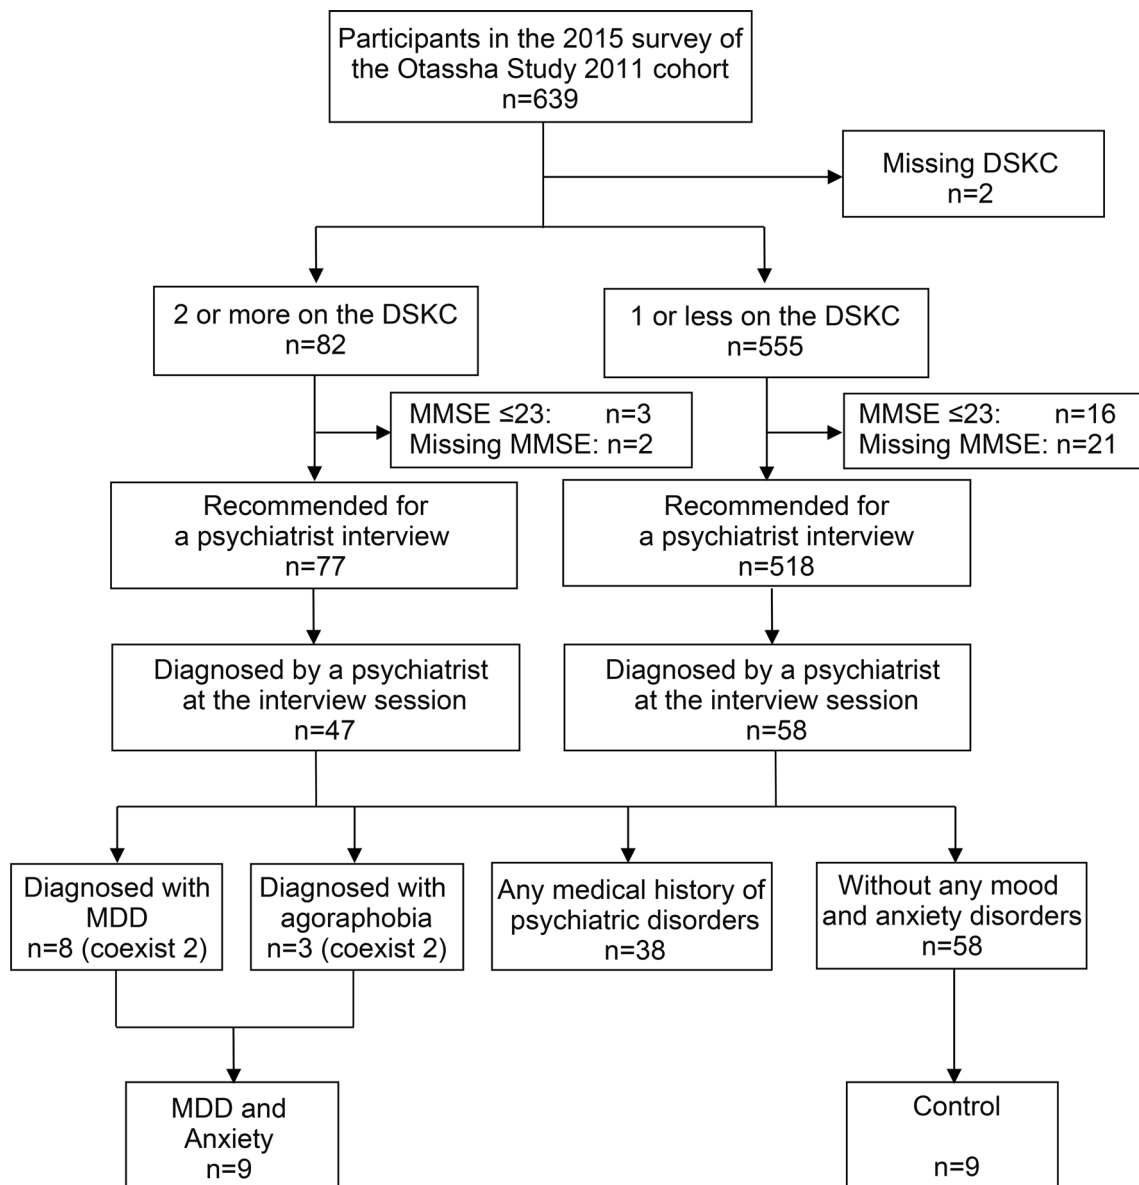 Participants in the 2015 survey of
the Otassha Study 2011 cohort
n=639
Missing DSKC
n=2
2 or more on the DSKC
n=82
1 or less on the DSKC
n=555
MMSE ≤23: n=3
Missing MMSE: n=2
MMSE ≤23: n=16
Missing MMSE: n=21
Recommended for
a psychiatrist interview
n=77
Recommended for
a psychiatrist interview
n=518
Diagnosed by a psychiatrist
at the interview session
n=47
Diagnosed by a psychiatrist
at the interview session
n=58
Diagnosed with
MDD
n=8 (coexist 2)
Diagnosed with
agoraphobia
n=3 (coexist 2)
Any medical history of
psychiatric disorders
n=38
Without any mood
and anxiety disorders
n=58
MDD and
Anxiety
n=9
Control
n=9